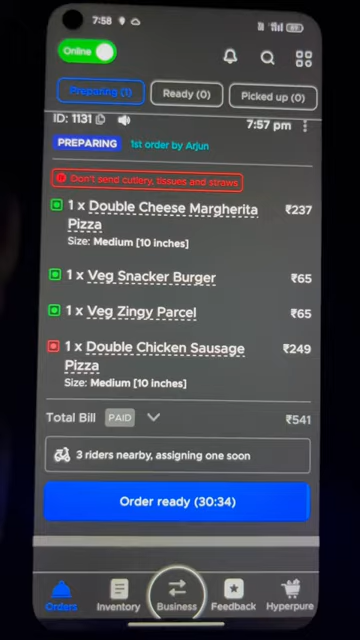 7:58
Online
Preparing (1)
Ready (0)
Picked up (0)
ID: 1131
7:57 pm
PREPARING 1st order by Arjun
Don't send cutlery, tissues and straws
1 x Double Cheese Margherita ₹237
Pizza
Size: Medium [10 inches]
1 x Veg Snacker Burger ₹65
1 x Veg Zingy Parcel ₹65
1 x Double Chicken Sausage ₹249
Pizza
Size: Medium [10 inches]
Total Bill PAID ₹541
3 riders nearby, assigning one soon
Order ready (30:34)
Orders Inventory Business Feedback Hyperpure